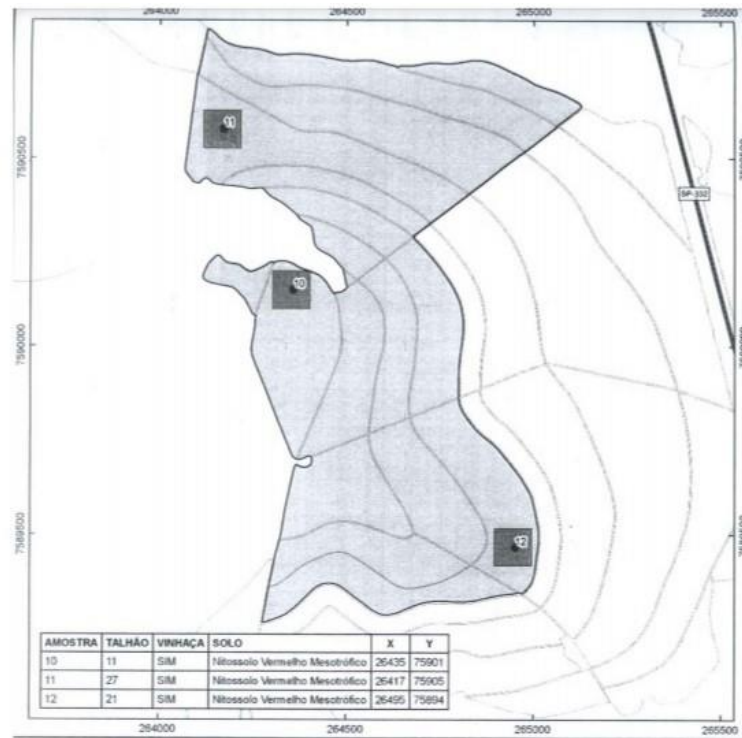 264000 264500 265000 265500
11
7590500
SP-332
10
7590000
12
7589500
AMOSTRA TALHÃO VINHAÇA SOLO X Y
10 11 SIM Nitossolo Vermelho Mesotrófico 26435 75901
11 27 SIM Nitossolo Vermelho Mesotrófico 26417 75905
12 21 SIM Nitossolo Vermelho Mesotrófico 26495 75894
264000 264500 265000 265500